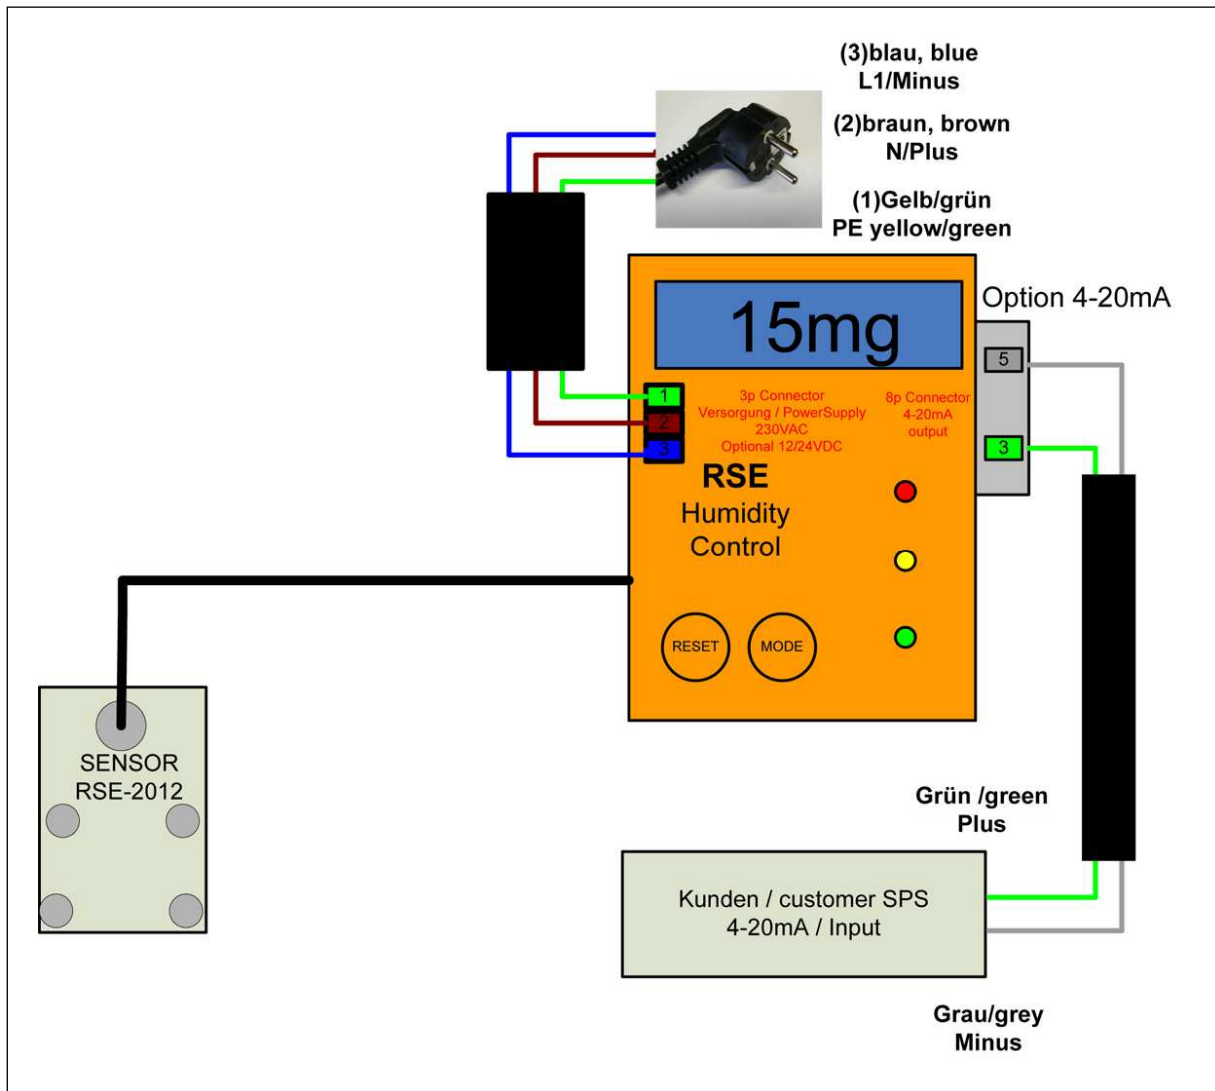 (3)blau, blue
L1/Minus
(2)braun, brown
N/Plus
(1)Gelb/grün
PE yellow/green
Option 4-20mA
15mg
5
3
1
2
3
3p Connector
Versorgung / PowerSupply
230VAC
Optional 12/24VDC
8p Connector
4-20mA
output
RSE
Humidity
Control
RESET
MODE
SENSOR
RSE-2012
Grün /green
Plus
Kunden / customer SPS
4-20mA / Input
Grau/grey
Minus